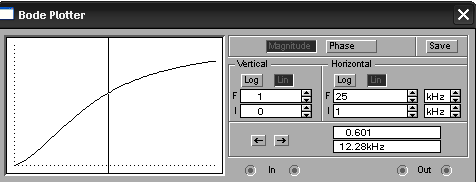 Bode Plotter
Magnitude Phase Save
Vertical Horizontal
Log Lin Log Lin
F 1 F 25 kHz
I 0 I 1 kHz
0.601
12.28kHz
In Out